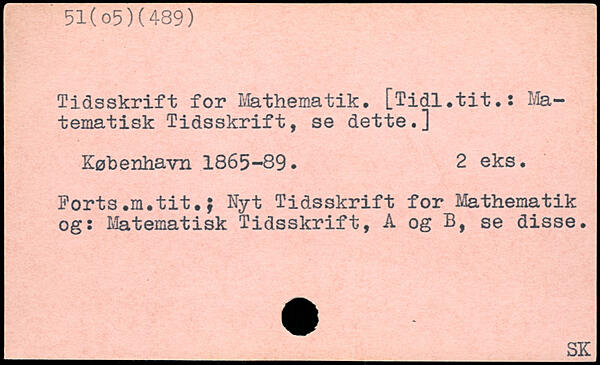 51(o5)(489)
Tidsskrift for Mathematik. [Tidl.tit.: Ma-
tematisk Tidsskrift, se dette.]
København 1865-89. 2 eks.
Forts.m.tit.; Nyt Tidsskrift for Mathematik
og: Matematisk Tidsskrift, A og B, se disse.
SK